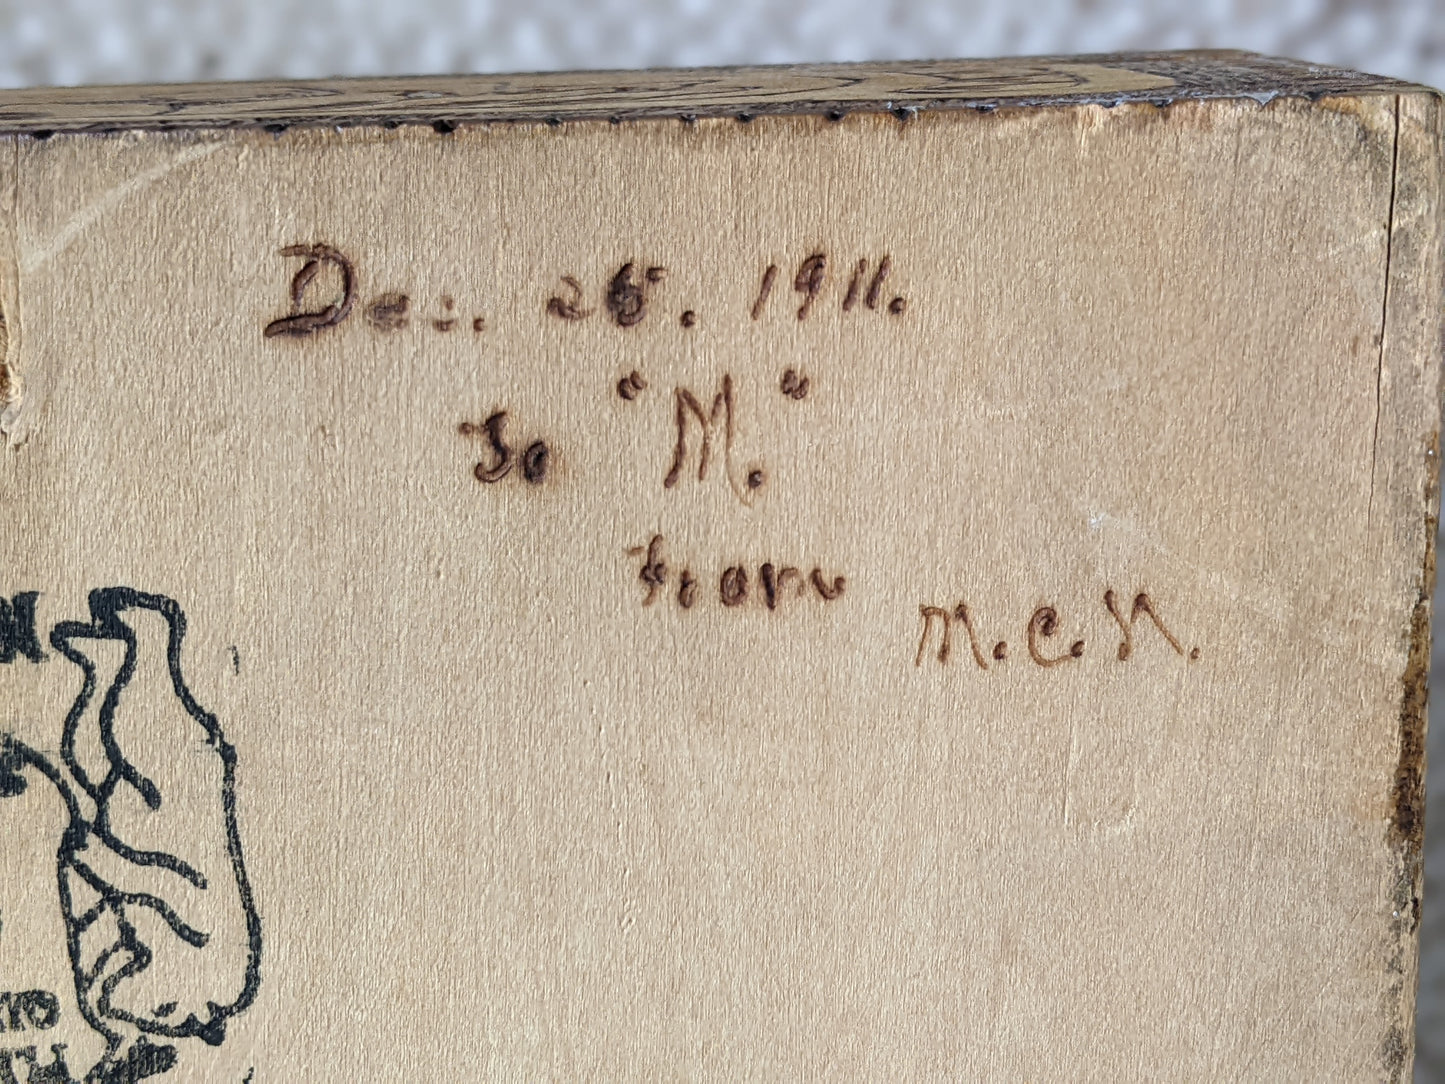 Dec. 25. 1911.
To "M."
from
M.C.N.